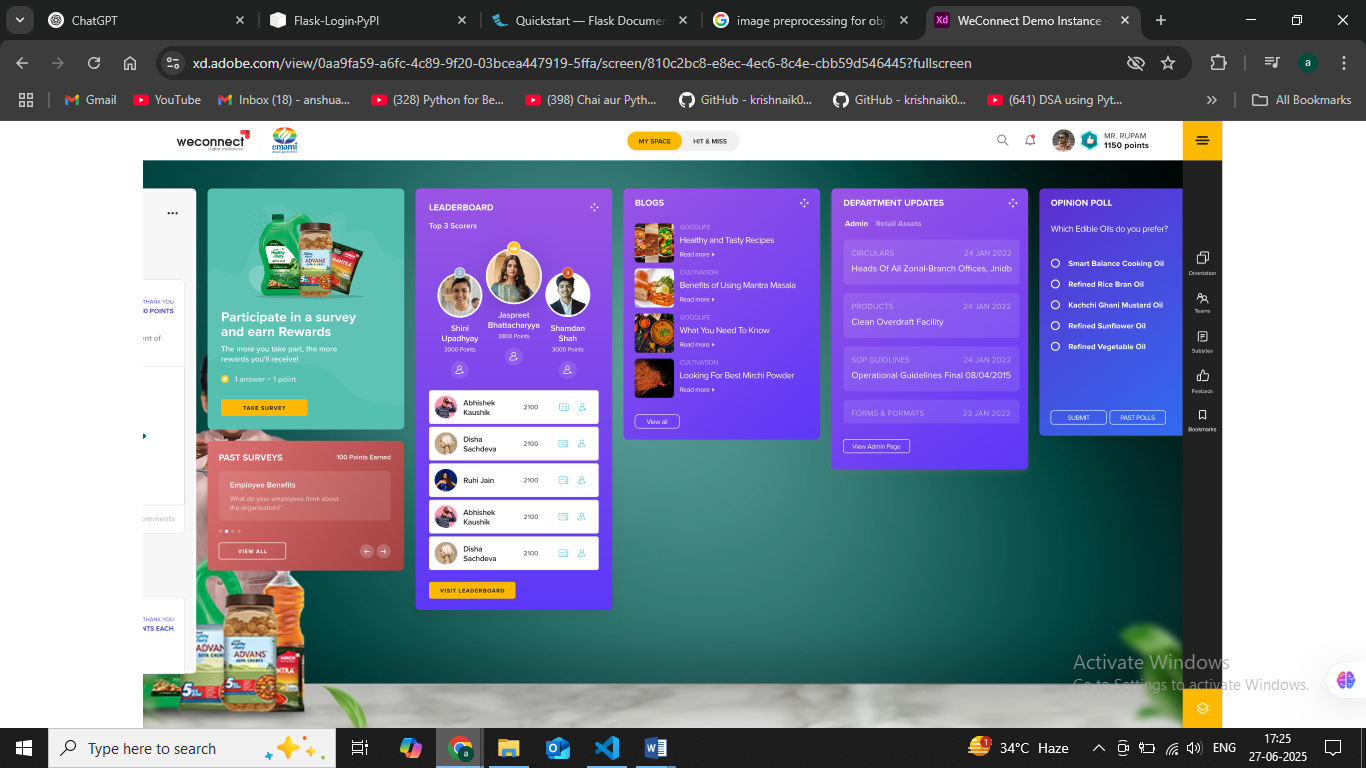 ChatGPT
Flask-Login·PyPI
Quickstart — Flask Documen
image preprocessing for obj
WeConnect Demo Instance -
xd.adobe.com/view/0aa9fa59-a6fc-4c89-9f20-03bcea447919-5ffa/screen/810c2bc8-e8ec-4ec6-8c4e-cbb59d546445?fullscreen
a
Gmail
YouTube
Inbox (18) - anshua...
(328) Python for Be...
(398) Chai aur Pyth...
GitHub - krishnaik0...
GitHub - krishnaik0...
(641) DSA using Pyt...
All Bookmarks
weconnect
digital workplace
emami
MY SPACE
HIT & MISS
MR. RUPAM
1150 points
THANK YOU
0 POINTS
ent of
omments
THANK YOU
NTS EACH
Participate in a survey
and earn Rewards
The more you take part, the more
rewards you'll receive!
1 answer = 1 point
TAKE SURVEY
PAST SURVEYS
100 Points Earned
Employee Benefits
What do your employees think about
the organization?
VIEW ALL
LEADERBOARD
Top 3 Scorers
2
3
Shini
Upadhyay
3000 Points
Jaspreet
Bhattacharyya
3800 Points
Shamdan
Shah
3000 Points
Abhishek
Kaushik
2100
Disha
Sachdeva
2100
Ruhi Jain
2100
Abhishek
Kaushik
2100
Disha
Sachdeva
2100
VISIT LEADERBOARD
BLOGS
GOODLIFE
Healthy and Tasty Recipes
Read more
CULTIVATION
Benefits of Using Mantra Masala
Read more
GOODLIFE
What You Need To Know
Read more
CULTIVATION
Looking For Best Mirchi Powder
Read more
View all
DEPARTMENT UPDATES
Admin
Retail Assets
CIRCULARS
24 JAN 2022
Heads Of All Zonal-Branch Offices, Jnidb
PRODUCTS
24 JAN 2022
Clean Overdraft Facility
SOP GUIDLINES
24 JAN 2022
Operational Guidelines Final 08/04/2015
FORMS & FORMATS
23 JAN 2022
View Admin Page
OPINION POLL
Which Edible Oils do you prefer?
Smart Balance Cooking Oil
Refined Rice Bran Oil
Kachchi Ghani Mustard Oil
Refined Sunflower Oil
Refined Vegetable Oil
SUBMIT
PAST POLLS
Orientation
Teams
Subsites
Feeback
Bookmarks
ADVANS
SOYA CHUNKS
Activate Windows
Go to Settings to activate Windows.
Type here to search
1
34°C Haze
ENG
17:25
27-06-2025